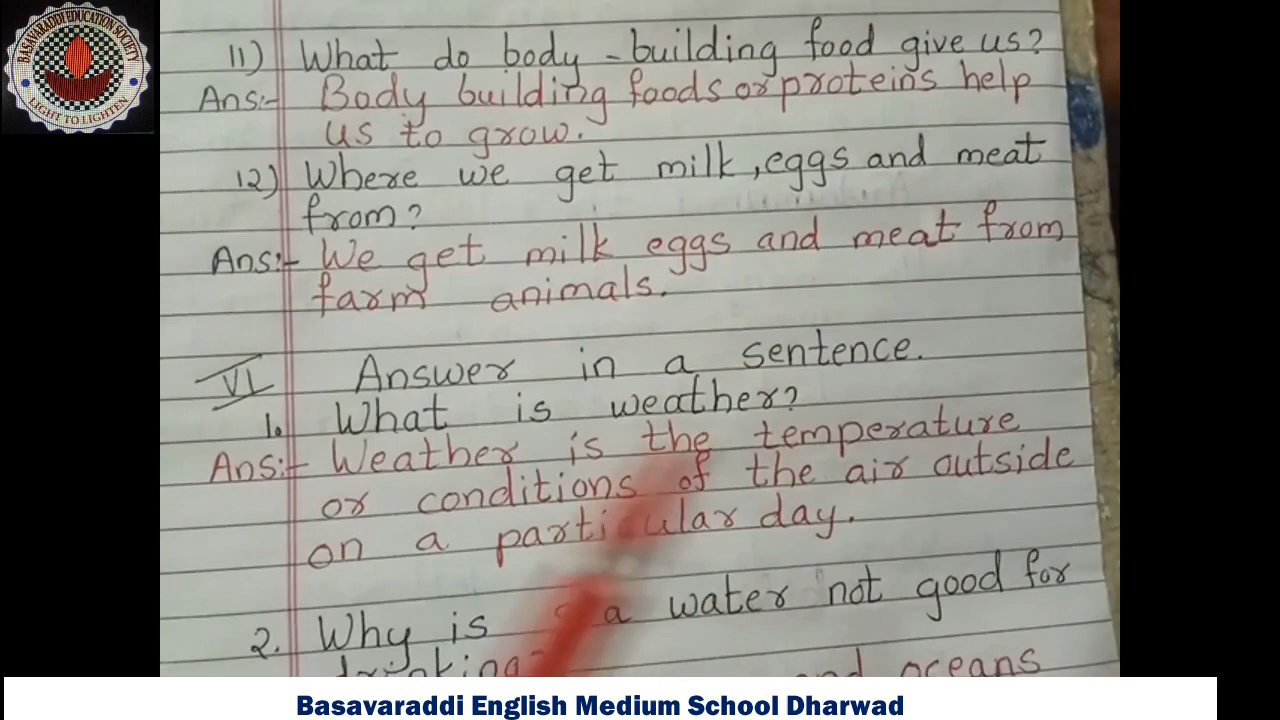 BASAVARADDI EDUCATION SOCIETY
LIGHT TO LIGHTEN
11) What do body - building food give us?
Ans:- Body building foods or proteins help
us to grow.
12) Where we get milk, eggs and meat
from?
Ans:- We get milk eggs and meat from
farm animals.
VI Answer in a sentence.
1. What is weather?
Ans:- Weather is the temperature
or conditions of the air outside
on a particular day.
2. Why is water not good for
oceans
Basavaraddi English Medium School Dharwad